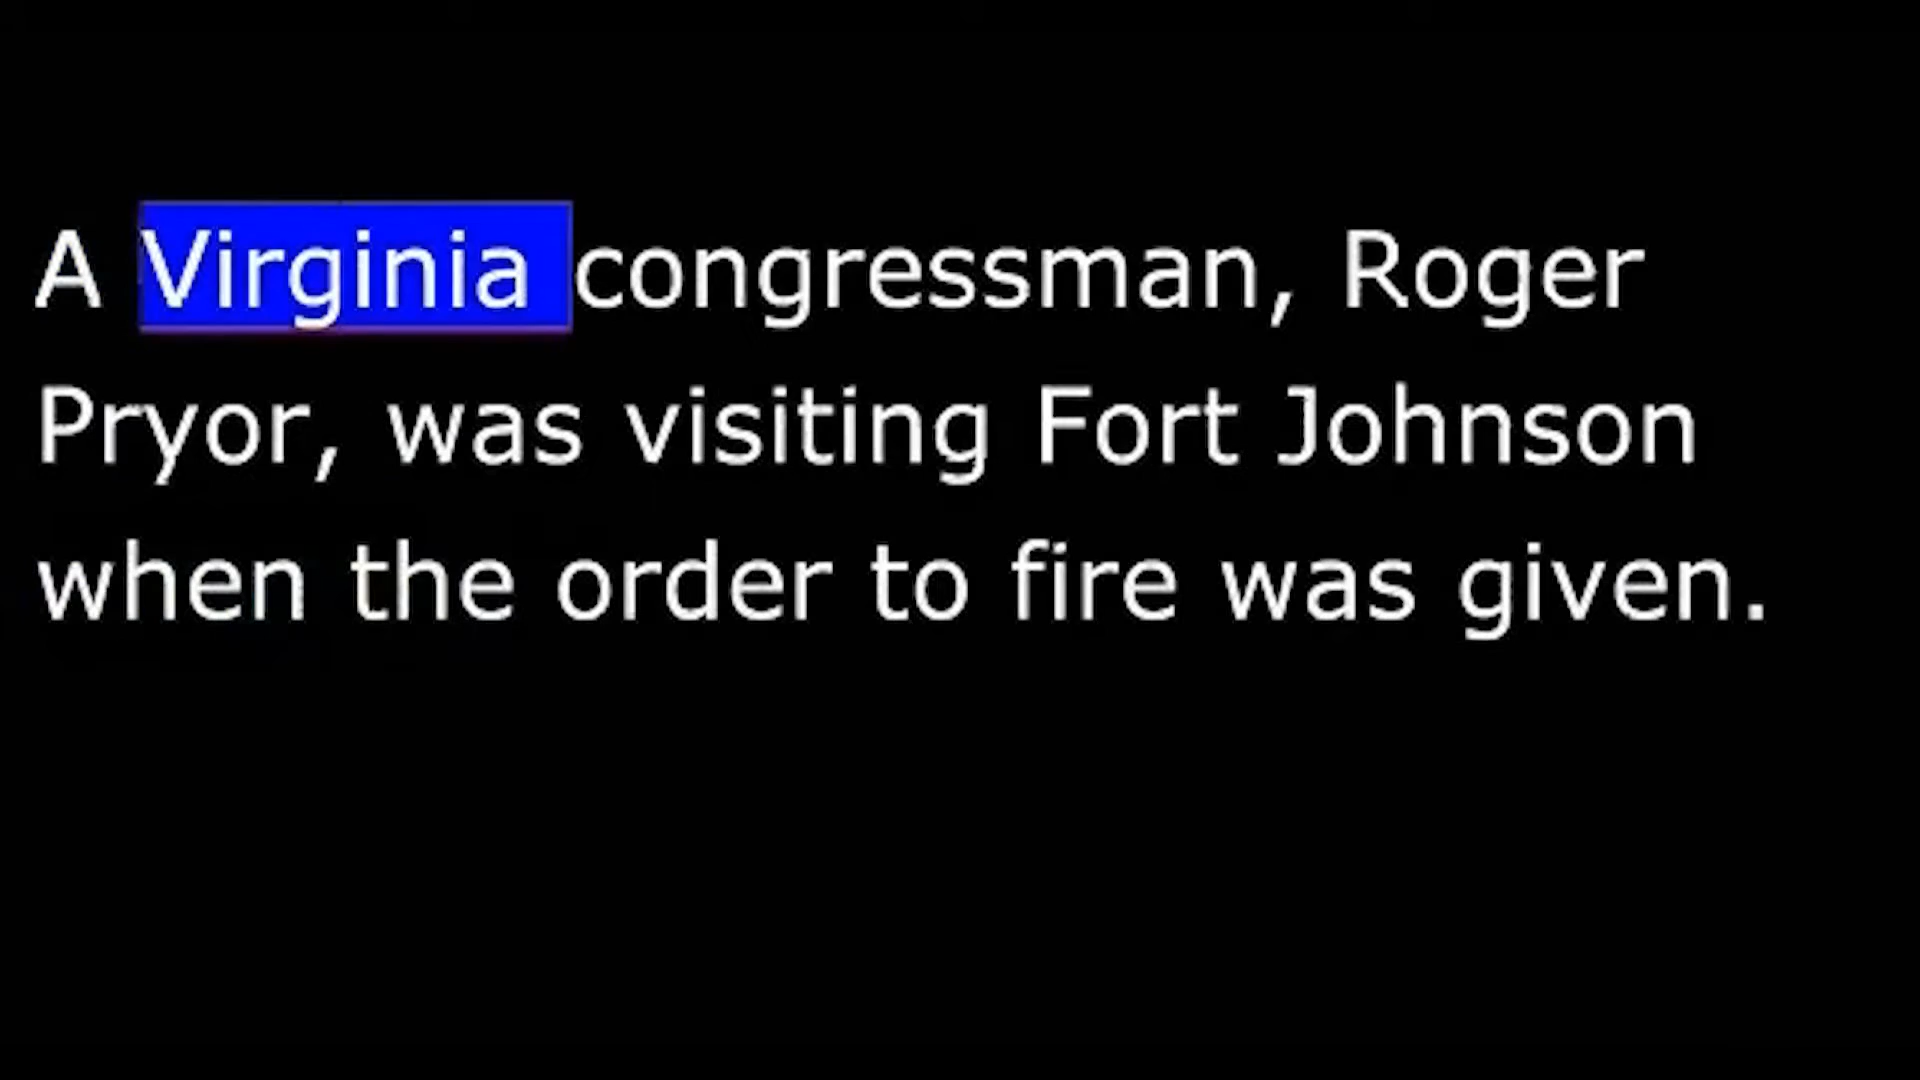 A Virginia congressman, Roger
Pryor, was visiting Fort Johnson
when the order to fire was given.